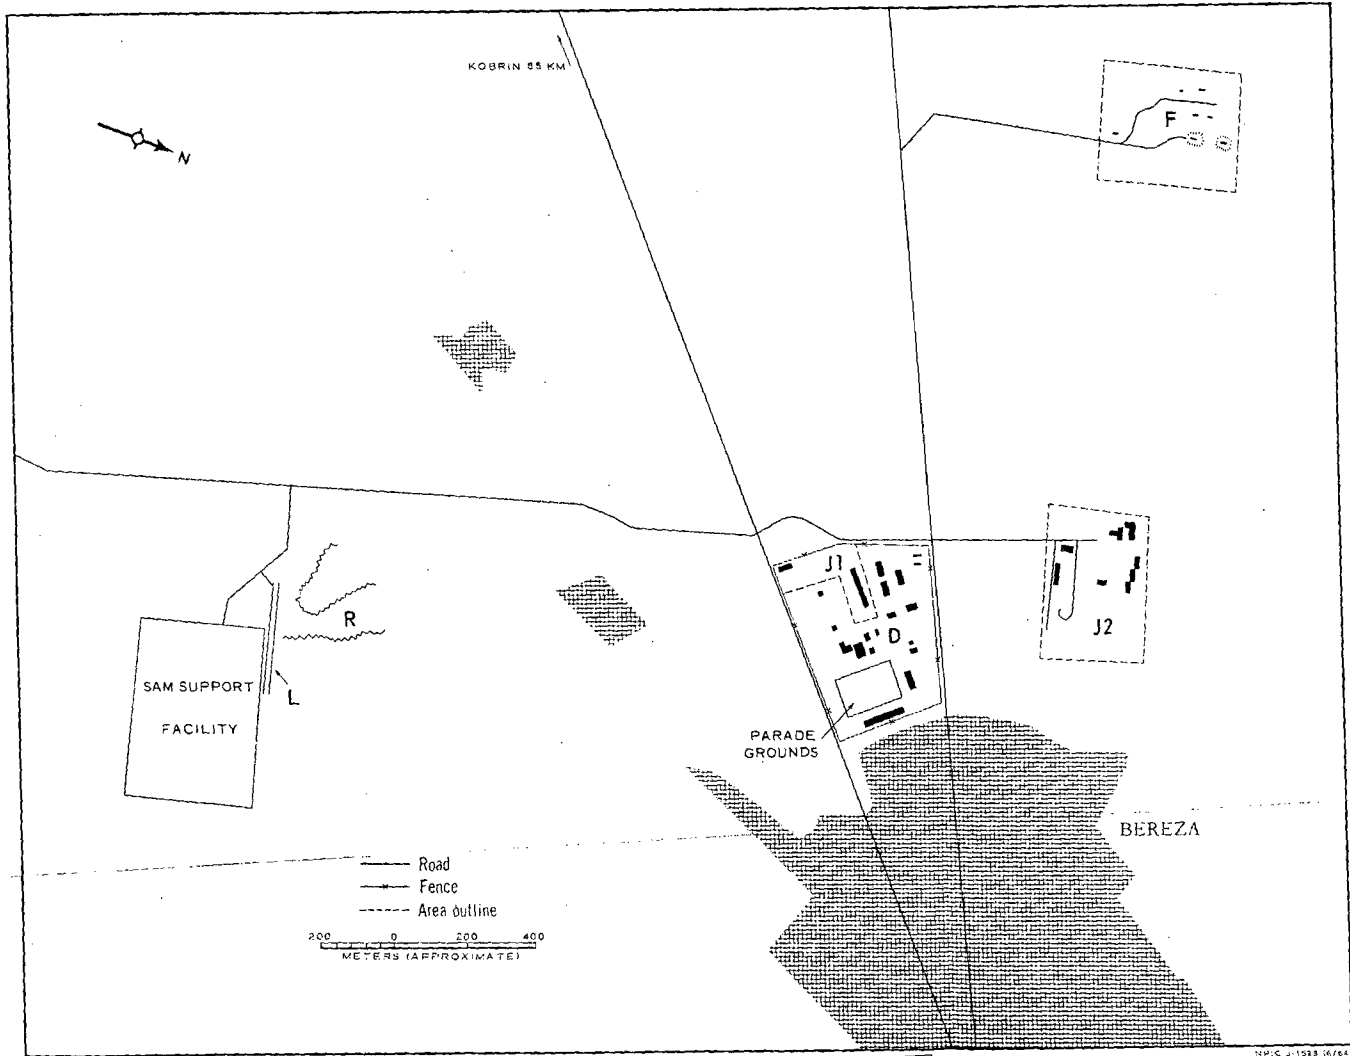 KOBRIN 55 KM
N
F
J1
D
J2
R
L
SAM SUPPORT
FACILITY
PARADE
GROUNDS
BEREZA
Road
Fence
Area outline
200 0 200 400
METERS (APPROXIMATE)